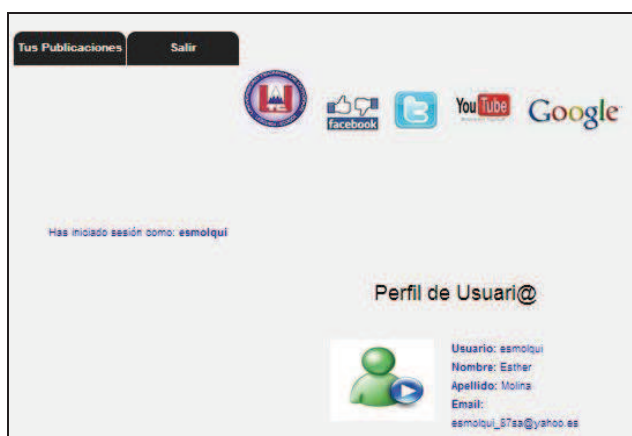 Tus Publicaciones
Salir
facebook
You Tube
Google
Has iniciado sesión como: esmolqui
Perfil de Usuari@
Usuario: esmolqui
Nombre: Esther
Apellido: Molina
Email:
esmolqui_87sa@yahoo.es